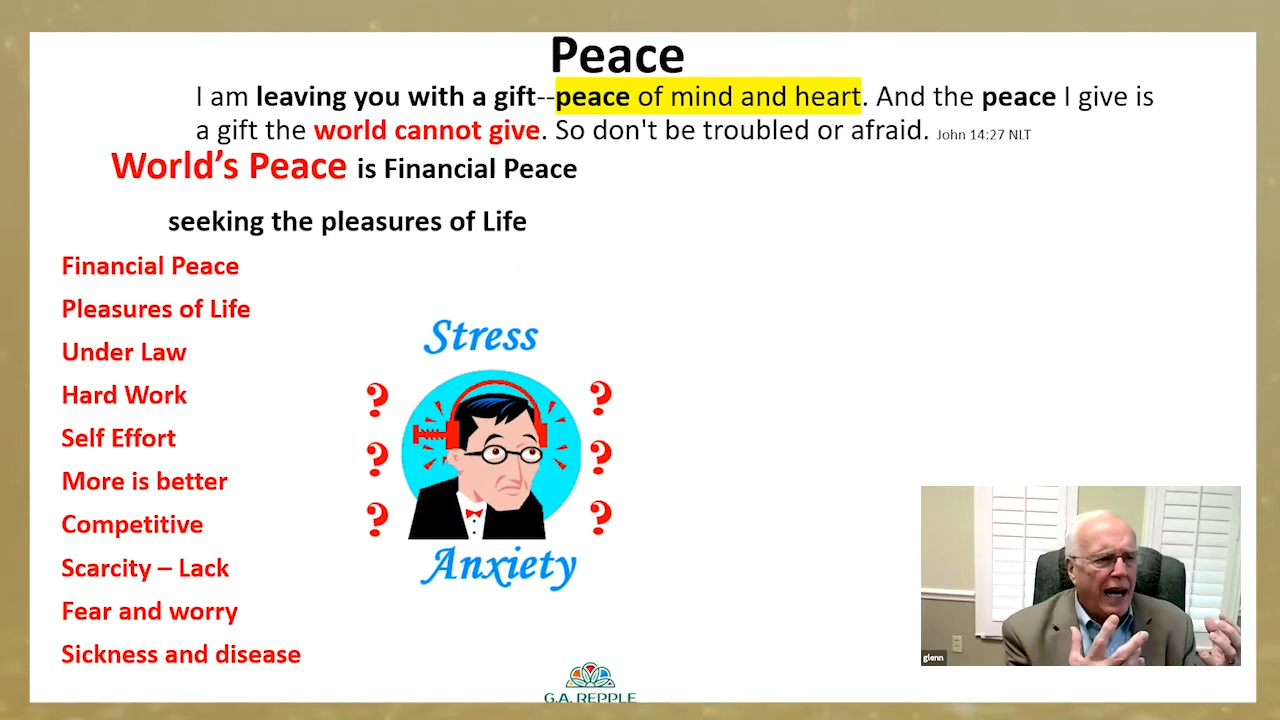 Peace
I am leaving you with a gift--peace of mind and heart. And the peace I give is
a gift the world cannot give. So don't be troubled or afraid. John 14:27 NLT
World’s Peace is Financial Peace
seeking the pleasures of Life
Financial Peace
Pleasures of Life
Under Law
Hard Work
Self Effort
More is better
Competitive
Scarcity – Lack
Fear and worry
Sickness and disease
Stress
? ?
? ?
? ?
Anxiety
glenn
G.A. REPPLE